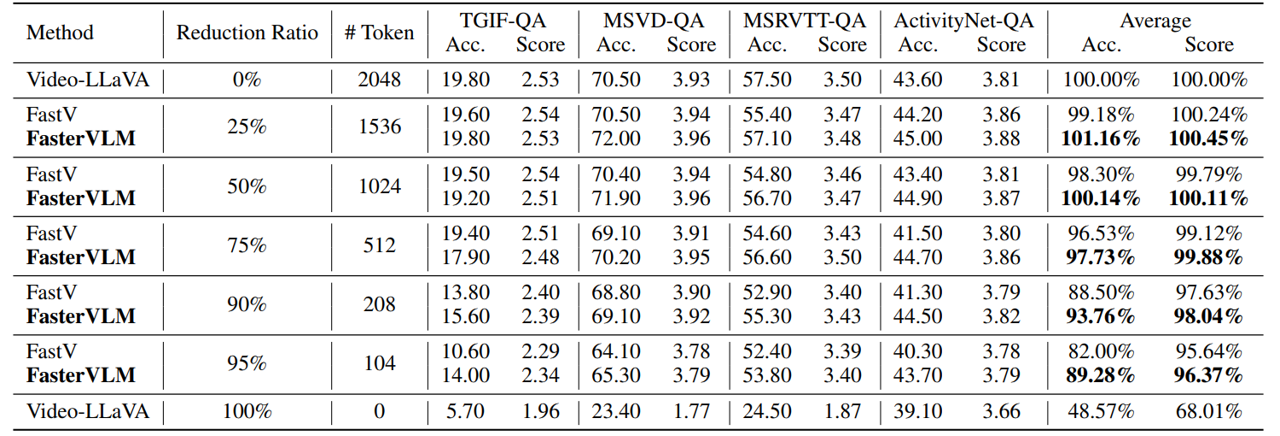 TGIF-QA MSVD-QA MSRVTT-QA ActivityNet-QA Average
Method Reduction Ratio # Token Acc. Score Acc. Score Acc. Score Acc. Score Acc. Score
Video-LLaVA 0% 2048 19.80 2.53 70.50 3.93 57.50 3.50 43.60 3.81 100.00% 100.00%
FastV 25% 1536 19.60 2.54 70.50 3.94 55.40 3.47 44.20 3.86 99.18% 100.24%
FasterVLM 19.80 2.53 72.00 3.96 57.10 3.48 45.00 3.88 101.16% 100.45%
FastV 50% 1024 19.50 2.54 70.40 3.94 54.80 3.46 43.40 3.81 98.30% 99.79%
FasterVLM 19.20 2.51 71.90 3.96 56.70 3.47 44.90 3.87 100.14% 100.11%
FastV 75% 512 19.40 2.51 69.10 3.91 54.60 3.43 41.50 3.80 96.53% 99.12%
FasterVLM 17.90 2.48 70.20 3.95 56.60 3.50 44.70 3.86 97.73% 99.88%
FastV 90% 208 13.80 2.40 68.80 3.90 52.90 3.40 41.30 3.79 88.50% 97.63%
FasterVLM 15.60 2.39 69.10 3.92 55.30 3.43 44.50 3.82 93.76% 98.04%
FastV 95% 104 10.60 2.29 64.10 3.78 52.40 3.39 40.30 3.78 82.00% 95.64%
FasterVLM 14.00 2.34 65.30 3.79 53.80 3.40 43.70 3.79 89.28% 96.37%
Video-LLaVA 100% 0 5.70 1.96 23.40 1.77 24.50 1.87 39.10 3.66 48.57% 68.01%